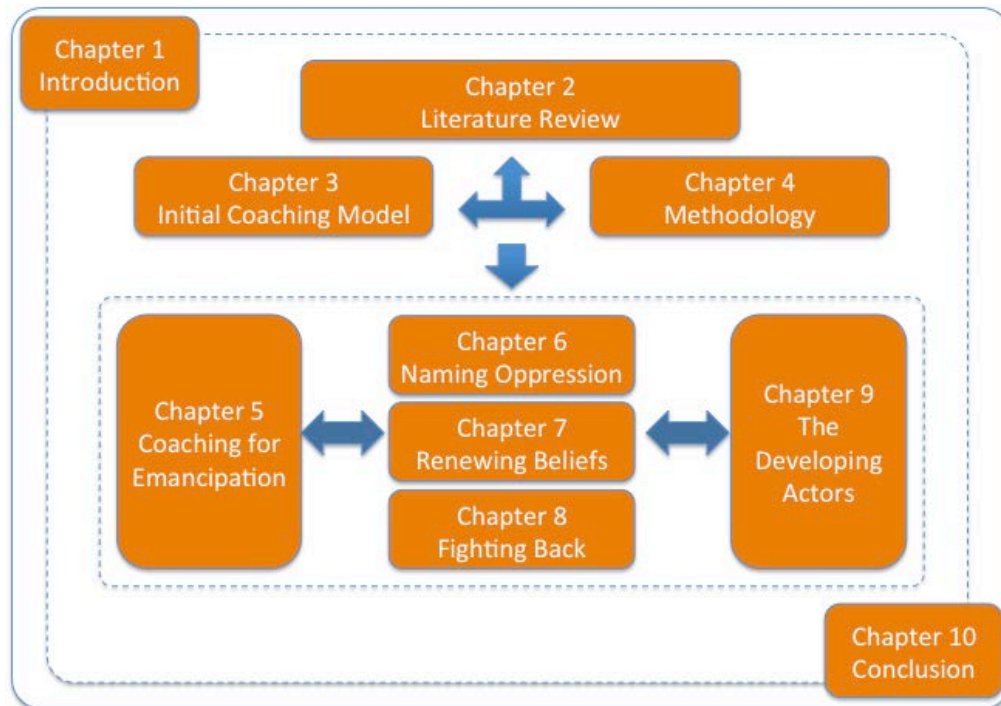 Chapter 1
Introduction
Chapter 2
Literature Review
Chapter 3
Initial Coaching Model
Chapter 4
Methodology
Chapter 5
Coaching for
Emancipation
Chapter 6
Naming Oppression
Chapter 7
Renewing Beliefs
Chapter 8
Fighting Back
Chapter 9
The
Developing
Actors
Chapter 10
Conclusion